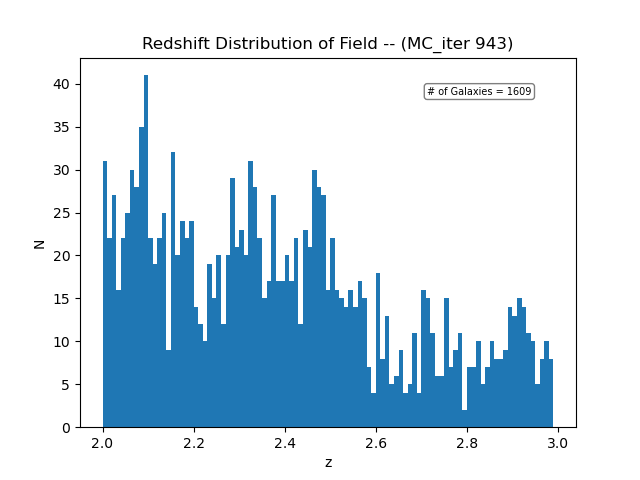 Redshift Distribution of Field -- (MC_iter 943)
# of Galaxies = 1609
40
35
30
25
20
15
10
5
0
N
2.0 2.2 2.4 2.6 2.8 3.0
z